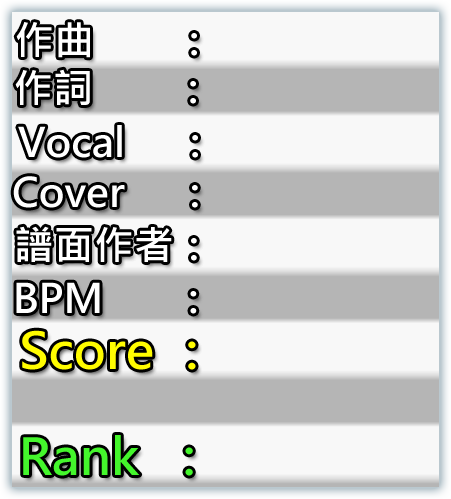 作曲 :
作詞 :
Vocal :
Cover :
譜面作者 :
BPM :
Score :
Rank :